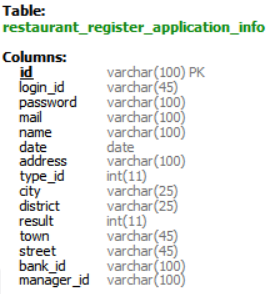 Table:
restaurant_register_application_info
Columns:
id varchar(100) PK
login_id varchar(45)
password varchar(100)
mail varchar(100)
name varchar(100)
date date
address varchar(100)
type_id int(11)
city varchar(25)
district varchar(25)
result int(11)
town varchar(45)
street varchar(45)
bank_id varchar(100)
manager_id varchar(100)